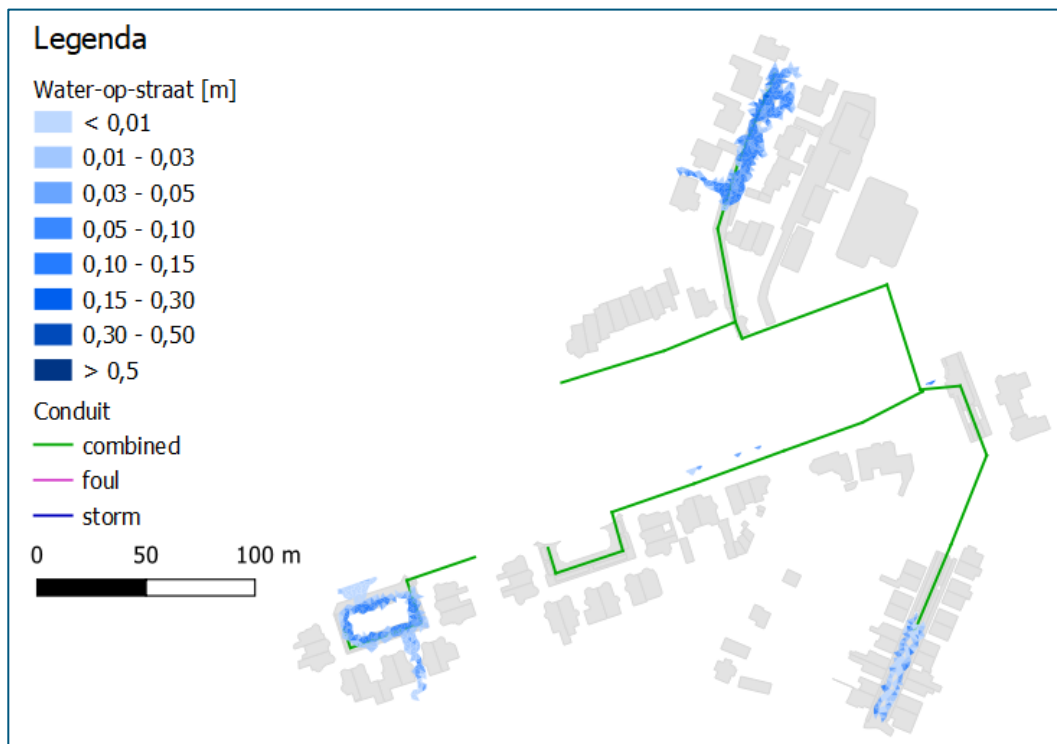 Legenda
Water-op-straat [m]
< 0,01
0,01 - 0,03
0,03 - 0,05
0,05 - 0,10
0,10 - 0,15
0,15 - 0,30
0,30 - 0,50
> 0,5
Conduit
combined
foul
storm
0 50 100 m